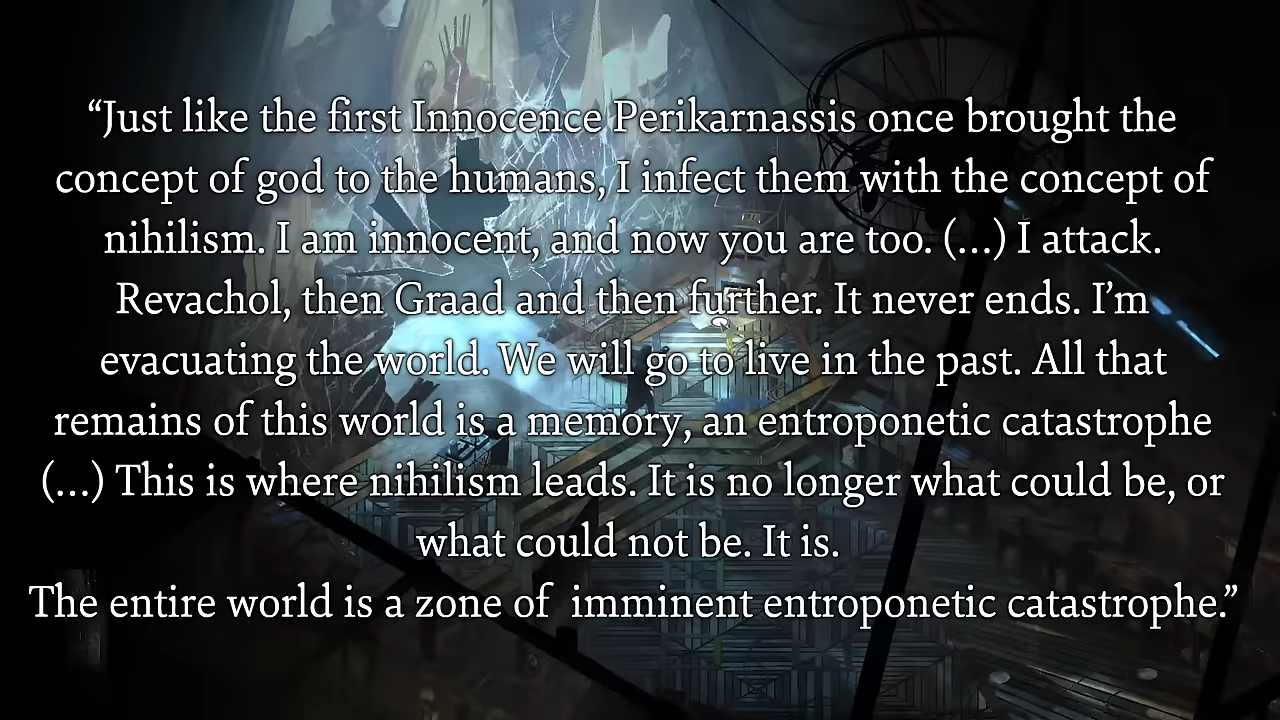 “Just like the first Innocence Perikarnassis once brought the
concept of god to the humans, I infect them with the concept of
nihilism. I am innocent, and now you are too. (...) I attack.
Revachol, then Graad and then further. It never ends. I’m
evacuating the world. We will go to live in the past. All that
remains of this world is a memory, an entroponetic catastrophe
(...) This is where nihilism leads. It is no longer what could be, or
what could not be. It is.
The entire world is a zone of  imminent entroponetic catastrophe.”